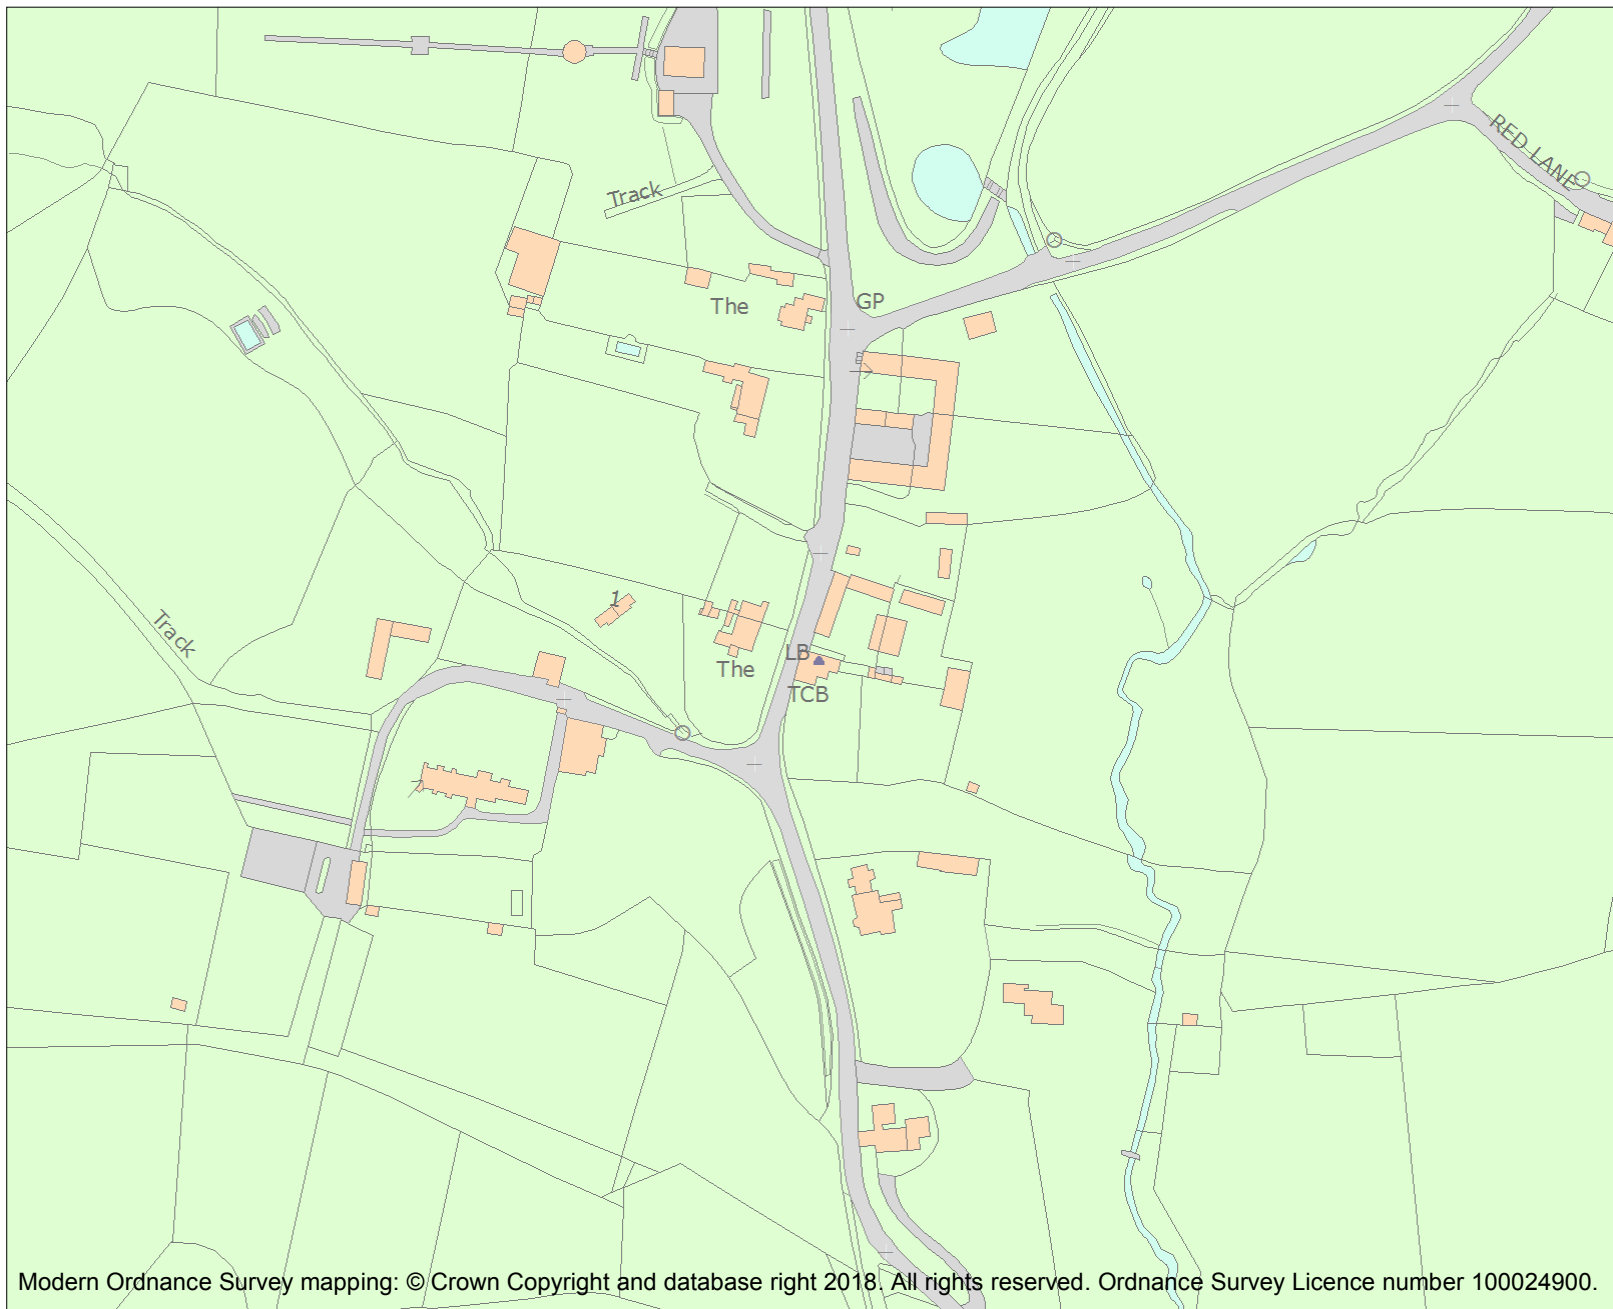 RED LANE
Track
The
GP
1
Track
LB
The
TCB
Modern Ordnance Survey mapping: © Crown Copyright and database right 2018. All rights reserved. Ordnance Survey Licence number 100024900.